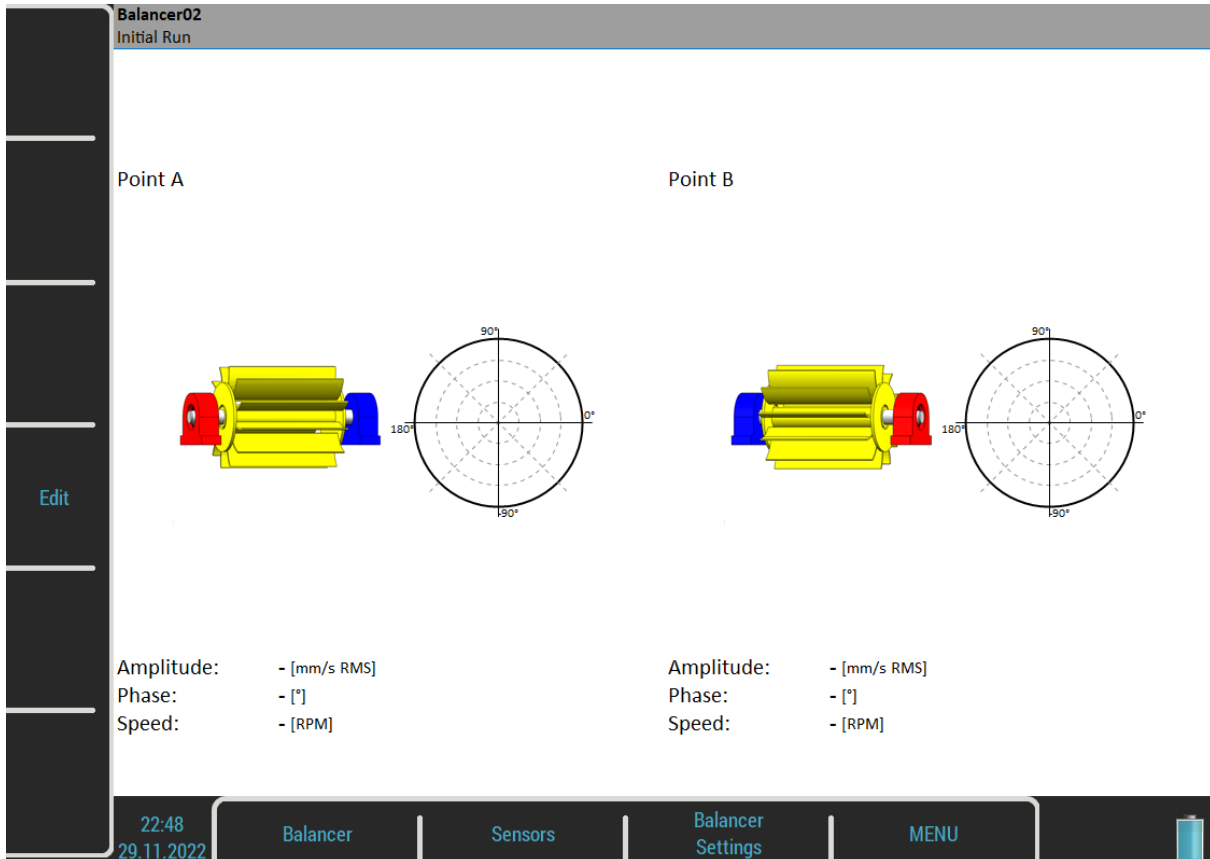 Balancer02
Initial Run
Point A
Point B
90°
180°
0°
-90°
90°
180°
0°
-90°
Amplitude: - [mm/s RMS]
Phase: - [°]
Speed: - [RPM]
Amplitude: - [mm/s RMS]
Phase: - [°]
Speed: - [RPM]
Edit
22:48
29.11.2022
Balancer
Sensors
Balancer
Settings
MENU